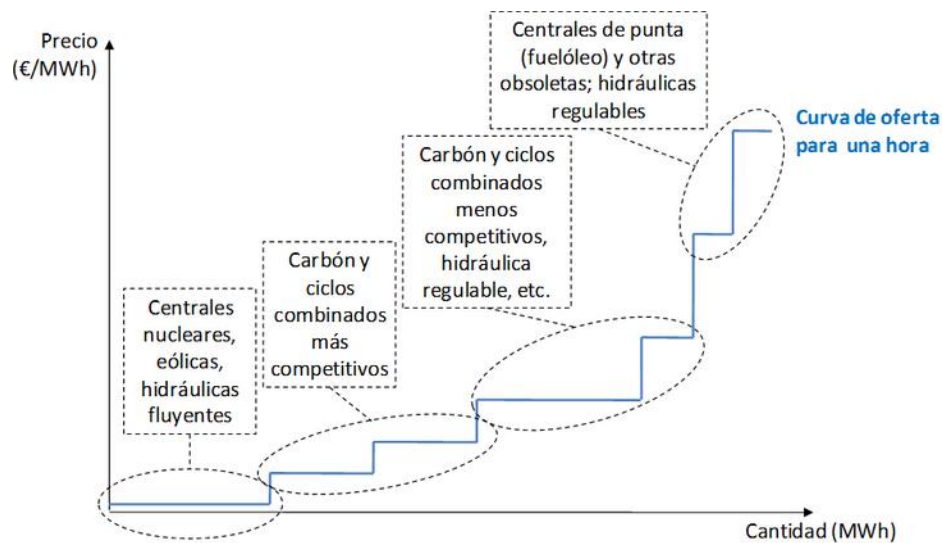 Precio
(€/MWh)
Centrales de punta
(fuelóleo) y otras
obsoletas; hidráulicas
regulables
Curva de oferta
para una hora
Carbón y ciclos
combinados
menos
competitivos,
hidráulica
regulable, etc.
Carbón y
ciclos
combinados
más
competitivos
Centrales
nucleares,
eólicas,
hidráulicas
fluyentes
Cantidad (MWh)